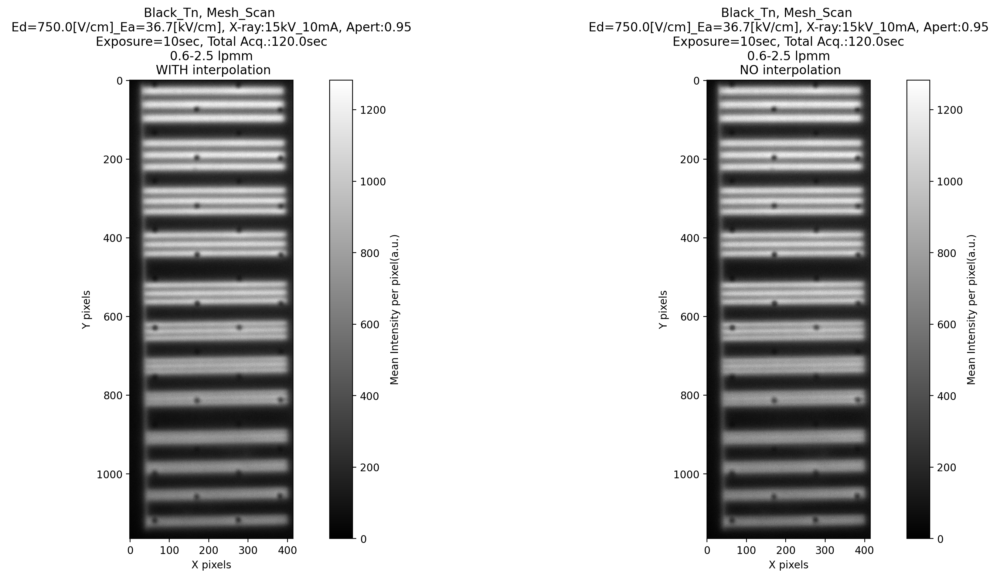 Black_Tn, Mesh_Scan
Ed=750.0[V/cm]_Ea=36.7[kV/cm], X-ray:15kV_10mA, Apert:0.95
Exposure=10sec, Total Acq.:120.0sec
0.6-2.5 lpmm
WITH interpolation
0
200
400
600
800
1000
Y pixels
0 100 200 300 400
X pixels
1200
1000
800
600
400
200
0
Mean Intensity per pixel(a.u.)
Black_Tn, Mesh_Scan
Ed=750.0[V/cm]_Ea=36.7[kV/cm], X-ray:15kV_10mA, Apert:0.95
Exposure=10sec, Total Acq.:120.0sec
0.6-2.5 lpmm
NO interpolation
0
200
400
600
800
1000
Y pixels
0 100 200 300 400
X pixels
1200
1000
800
600
400
200
0
Mean Intensity per pixel(a.u.)